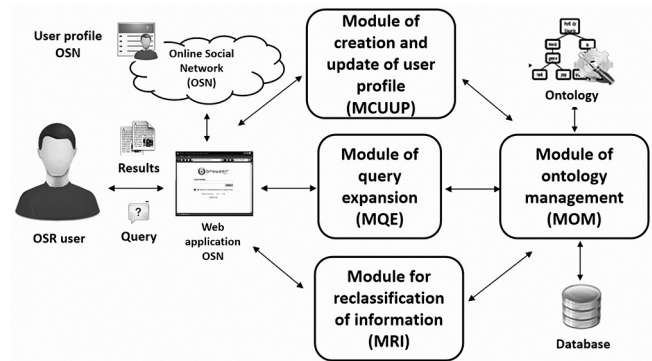 User profile
OSN
Online Social
Network
(OSN)
Module of
creation and
update of user
profile
(MCUUP)
Ontology
Results
Query
OSR user
Web
application
OSN
Module of
query
expansion
(MQE)
Module of
ontology
management
(MOM)
Module for
reclassification
of information
(MRI)
Database